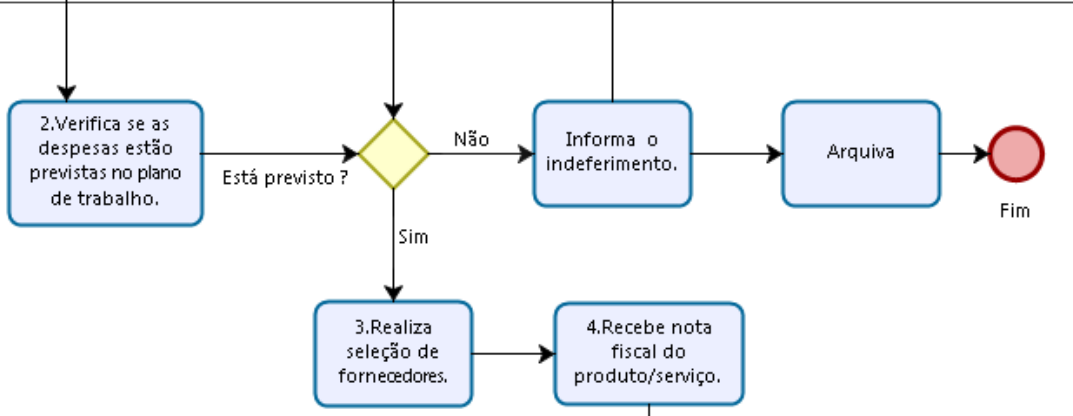 2.Verifica se as
despesas estão
previstas no plano
de trabalho.
Está previsto ?
Não
Informa o
indeferimento.
Arquiva
Fim
Sim
3.Realiza
seleção de
fornecedores.
4.Recebe nota
fiscal do
produto/serviço.